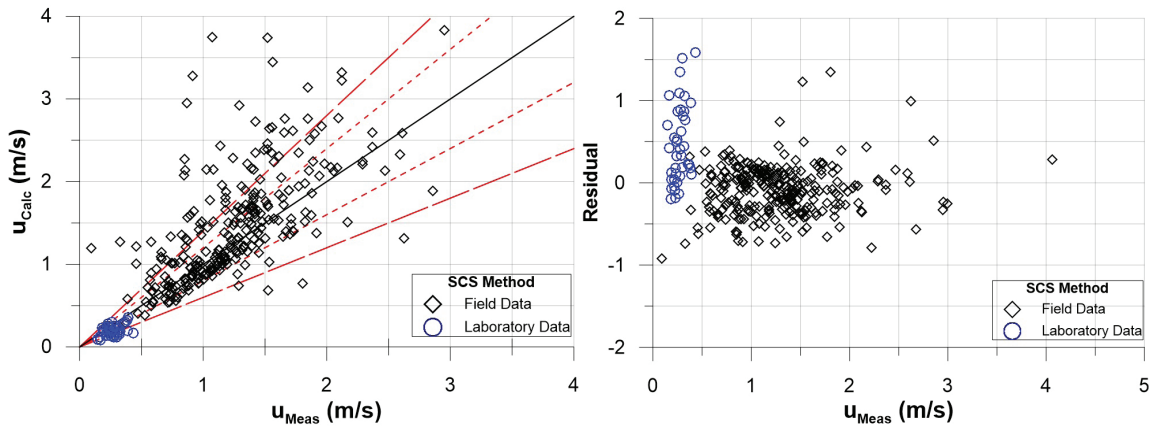 4
3
2
1
0
u_Calc (m/s)
0
1
2
3
4
u_Meas (m/s)
SCS Method
Field Data
Laboratory Data
2
1
0
-1
-2
Residual
0
1
2
3
4
5
u_Meas (m/s)
SCS Method
Field Data
Laboratory Data